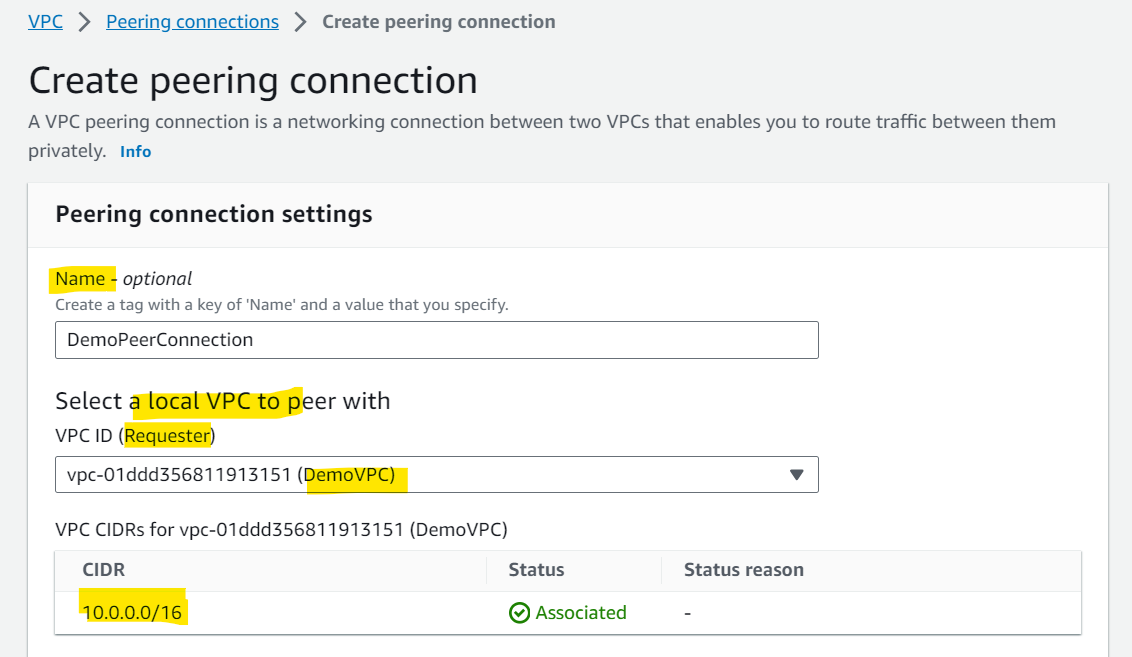 VPC > Peering connections > Create peering connection
Create peering connection
A VPC peering connection is a networking connection between two VPCs that enables you to route traffic between them
privately. Info
Peering connection settings
Name - optional
Create a tag with a key of 'Name' and a value that you specify.
DemoPeerConnection
Select a local VPC to peer with
VPC ID (Requester)
vpc-01ddd356811913151 (DemoVPC)
VPC CIDRs for vpc-01ddd356811913151 (DemoVPC)
CIDR Status Status reason
10.0.0.0/16 Associated -